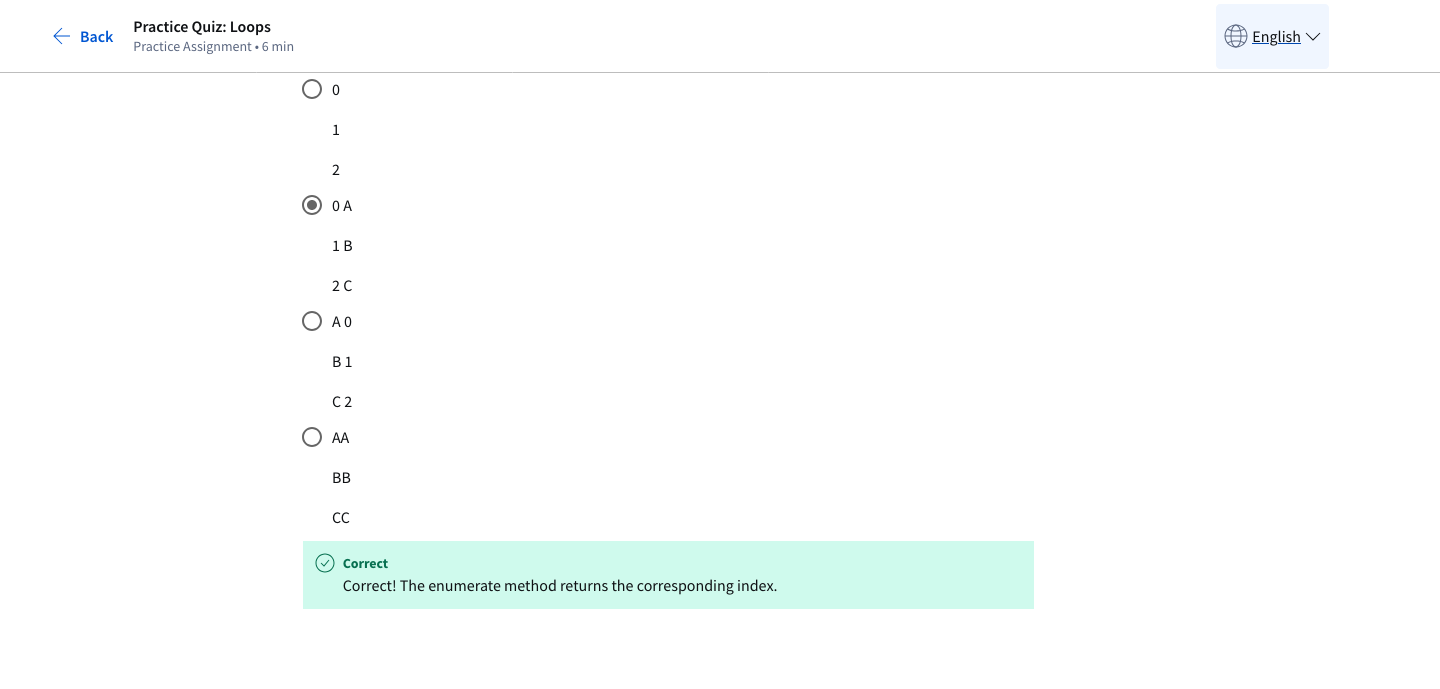 Back
Practice Quiz: Loops
Practice Assignment • 6 min
English
0
1
2
0 A
1 B
2 C
A 0
B 1
C 2
AA
BB
CC
Correct
Correct! The enumerate method returns the corresponding index.